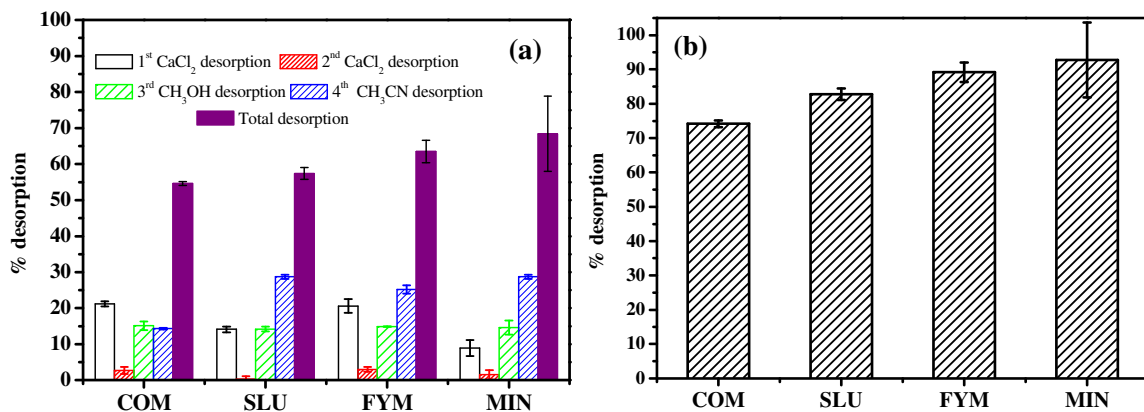 (a)
1st CaCl2 desorption 2nd CaCl2 desorption
3rd CH3OH desorption 4th CH3CN desorption
Total desorption
% desorption
100
90
80
70
60
50
40
30
20
10
0
COM SLU FYM MIN
(b)
% desorption
100
90
80
70
60
50
40
30
20
10
0
COM SLU FYM MIN